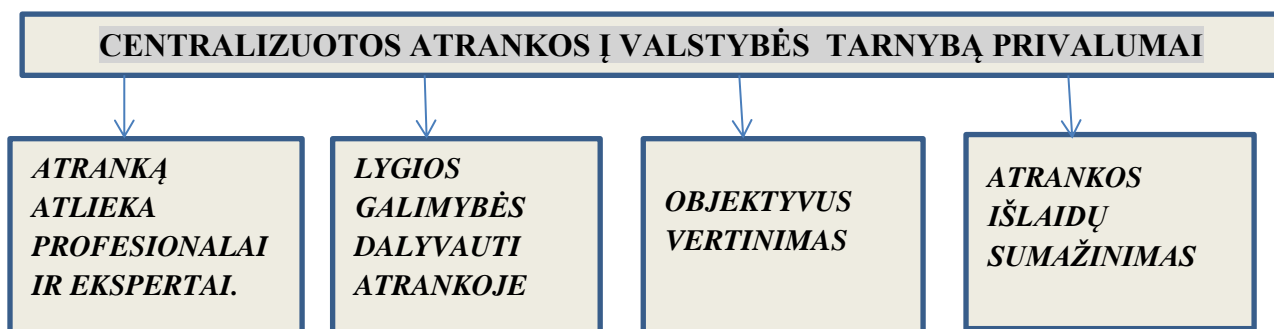 CENTRALIZUOTOS ATRANKOS Į VALSTYBĖS TARNYBĄ PRIVALUMAI
ATRANKĄ
ATLIEKA
PROFESIONALAI
IR EKSPERTAI.
LYGIOS
GALIMYBĖS
DALYVAUTI
ATRANKOJE
OBJEKTYVUS
VERTINIMAS
ATRANKOS
IŠLAIDŲ
SUMAŽINIMAS